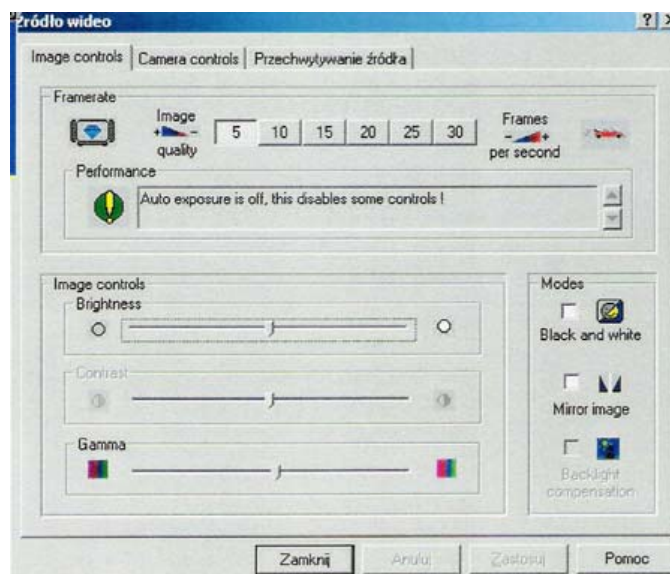 Źródło wideo
Image controls
Camera controls
Przechwytywanie źródła
Framerate
Image
quality
5 10 15 20 25 30
Frames
per second
Performance
Auto exposure is off, this disables some controls !
Image controls
Brightness
Contrast
Gamma
Modes
Black and white
Mirror image
Backlight
compensation
Zamknij Anuluj Zastosuj Pomoc